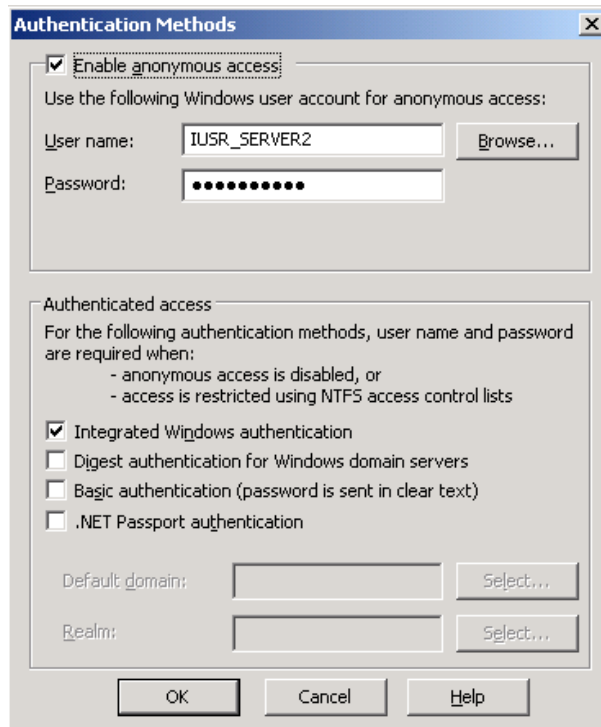 Authentication Methods
Enable anonymous access
Use the following Windows user account for anonymous access:
User name: IUSR_SERVER2 Browse...
Password: ●●●●●●●●●●
Authenticated access
For the following authentication methods, user name and password
are required when:
- anonymous access is disabled, or
- access is restricted using NTFS access control lists
Integrated Windows authentication
Digest authentication for Windows domain servers
Basic authentication (password is sent in clear text)
.NET Passport authentication
Default domain: Select...
Realm: Select...
OK Cancel Help